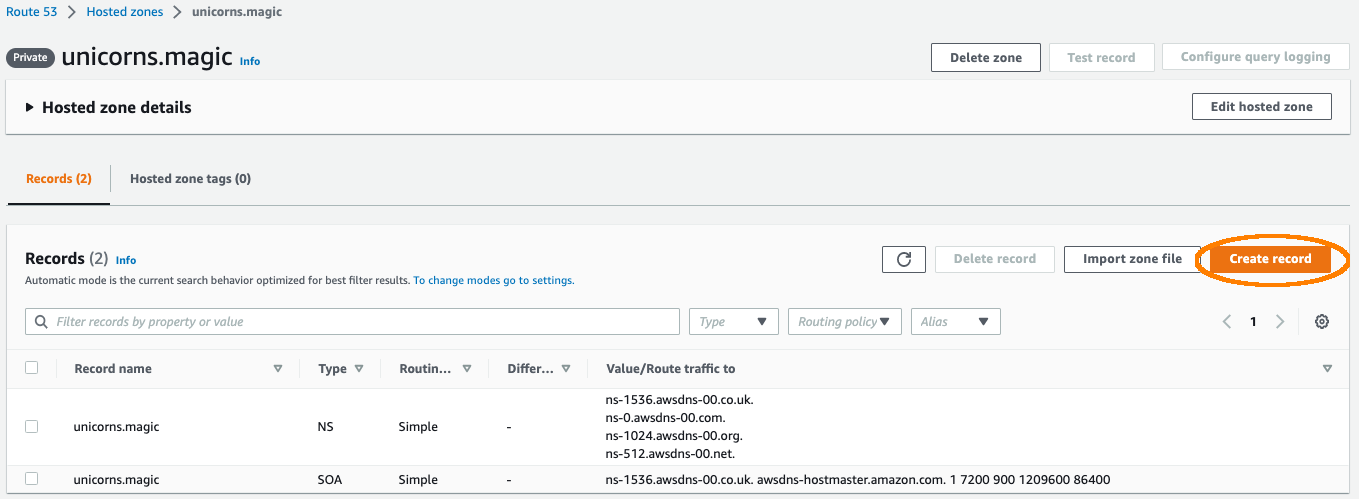 Route 53 > Hosted zones > unicorns.magic
Private unicorns.magic Info
Delete zone Test record Configure query logging
Hosted zone details Edit hosted zone
Records (2) Hosted zone tags (0)
Records (2) Info
Delete record Import zone file Create record
Automatic mode is the current search behavior optimized for best filter results. To change modes go to settings.
Filter records by property or value Type Routing policy Alias 1
Record name Type Routin... Differ... Value/Route traffic to
ns-1536.awsdns-00.co.uk.
ns-0.awsdns-00.com.
unicorns.magic NS Simple -
ns-1024.awsdns-00.org.
ns-512.awsdns-00.net.
unicorns.magic SOA Simple - ns-1536.awsdns-00.co.uk. awsdns-hostmaster.amazon.com. 1 7200 900 1209600 86400